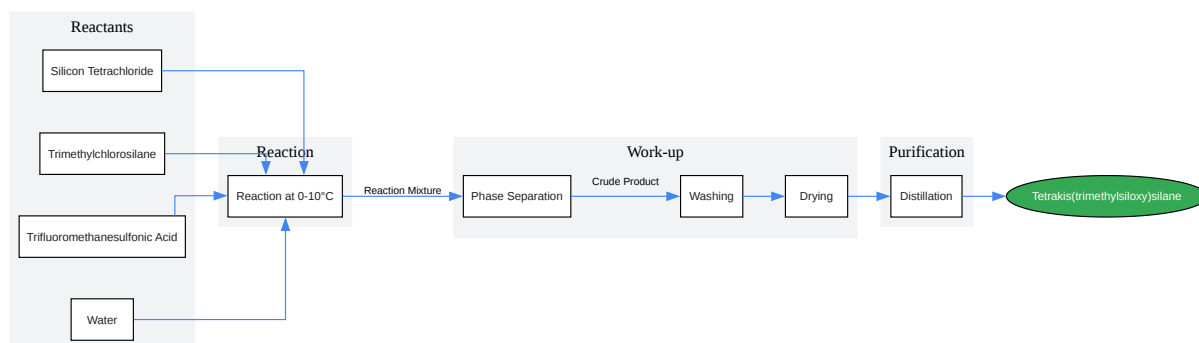 Reactants
Silicon Tetrachloride
Trimethylchlorosilane
Trifluoromethanesulfonic Acid
Water
Reaction
Reaction at 0-10°C
Reaction Mixture
Work-up
Phase Separation
Crude Product
Washing
Drying
Purification
Distillation
Tetrakis(trimethylsiloxy)silane